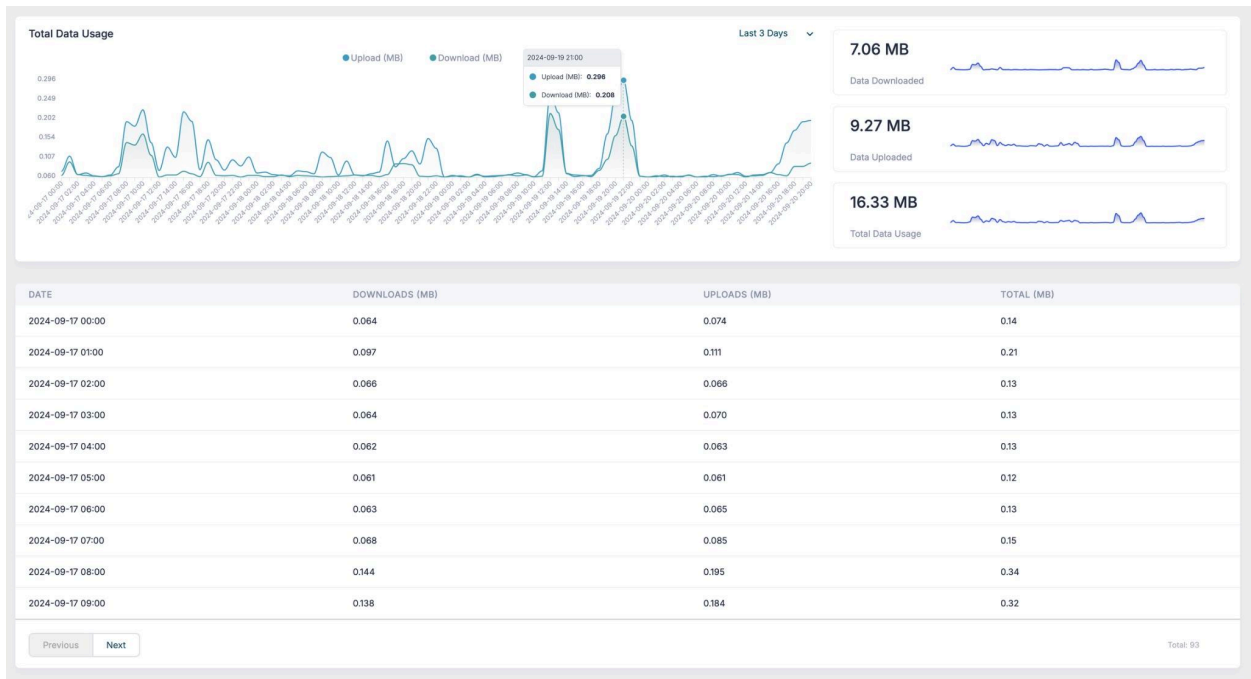 Total Data Usage
Last 3 Days
Upload (MB) Download (MB)
2024-09-19 21:00
Upload (MB): 0.296
Download (MB): 0.208
0.296
0.249
0.202
0.154
0.107
0.060
7.06 MB
Data Downloaded
9.27 MB
Data Uploaded
16.33 MB
Total Data Usage
DATE DOWNLOADS (MB) UPLOADS (MB) TOTAL (MB)
2024-09-17 00:00 0.064 0.074 0.14
2024-09-17 01:00 0.097 0.111 0.21
2024-09-17 02:00 0.066 0.066 0.13
2024-09-17 03:00 0.064 0.070 0.13
2024-09-17 04:00 0.062 0.063 0.13
2024-09-17 05:00 0.061 0.061 0.12
2024-09-17 06:00 0.063 0.065 0.13
2024-09-17 07:00 0.068 0.085 0.15
2024-09-17 08:00 0.144 0.195 0.34
2024-09-17 09:00 0.138 0.184 0.32
Previous Next
Total: 93